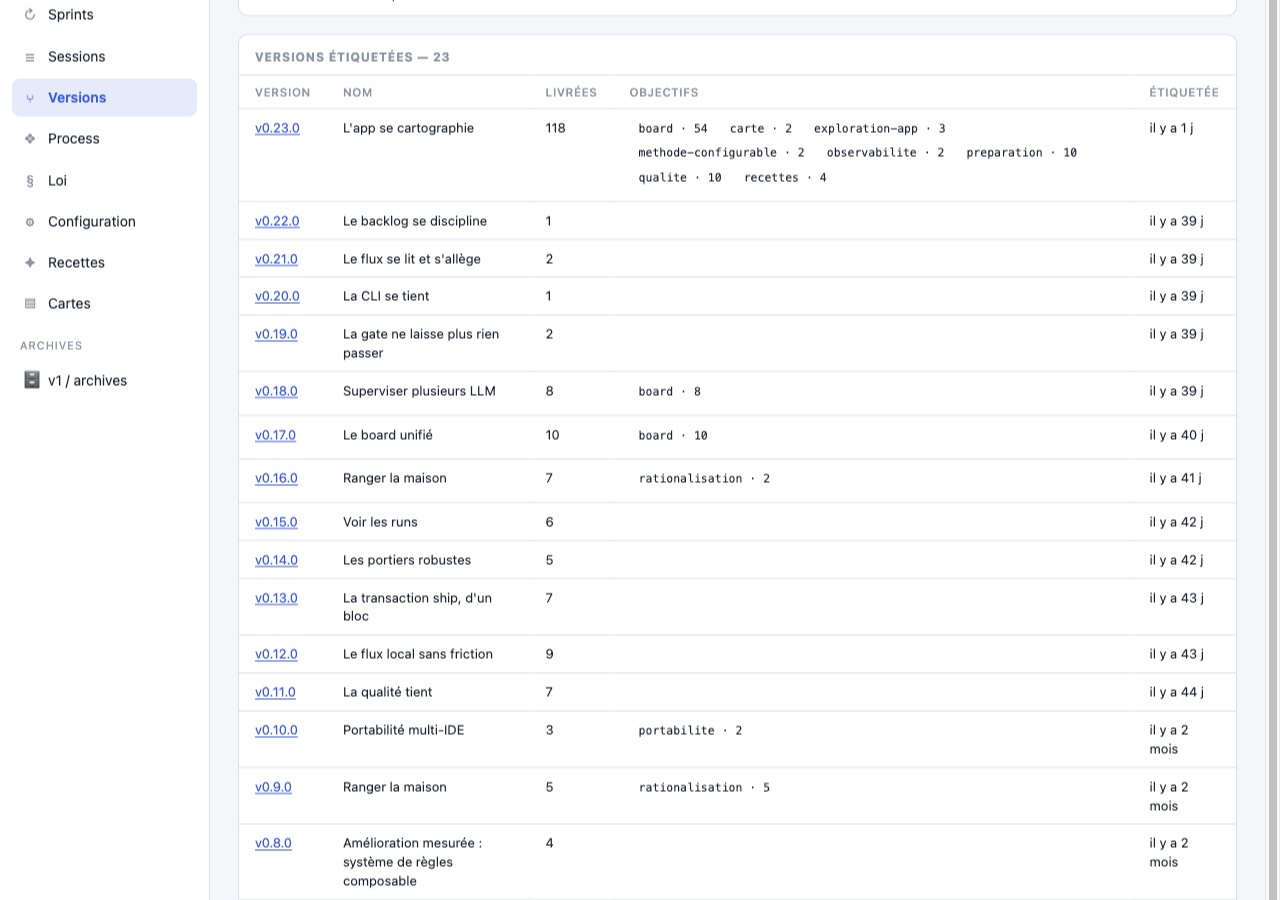 Sprints
Sessions
Versions
Process
§ Loi
Configuration
Recettes
Cartes
ARCHIVES
v1 / archives
VERSIONS ÉTIQUETÉES — 23
VERSION NOM LIVRÉES OBJECTIFS ÉTIQUETÉE
v0.23.0 L'app se cartographie 118 board · 54 carte · 2 exploration-app · 3 il y a 1 j
methode-configurable · 2 observabilite · 2 preparation · 10
qualite · 10 recettes · 4
v0.22.0 Le backlog se discipline 1 il y a 39 j
v0.21.0 Le flux se lit et s'allège 2 il y a 39 j
v0.20.0 La CLI se tient 1 il y a 39 j
v0.19.0 La gate ne laisse plus rien 2 il y a 39 j
passer
v0.18.0 Superviser plusieurs LLM 8 board · 8 il y a 39 j
v0.17.0 Le board unifié 10 board · 10 il y a 40 j
v0.16.0 Ranger la maison 7 rationalisation · 2 il y a 41 j
v0.15.0 Voir les runs 6 il y a 42 j
v0.14.0 Les portiers robustes 5 il y a 42 j
v0.13.0 La transaction ship, d'un 7 il y a 43 j
bloc
v0.12.0 Le flux local sans friction 9 il y a 43 j
v0.11.0 La qualité tient 7 il y a 44 j
v0.10.0 Portabilité multi-IDE 3 portabilite · 2 il y a 2
mois
v0.9.0 Ranger la maison 5 rationalisation · 5 il y a 2
mois
v0.8.0 Amélioration mesurée : 4 il y a 2
système de règles mois
composable